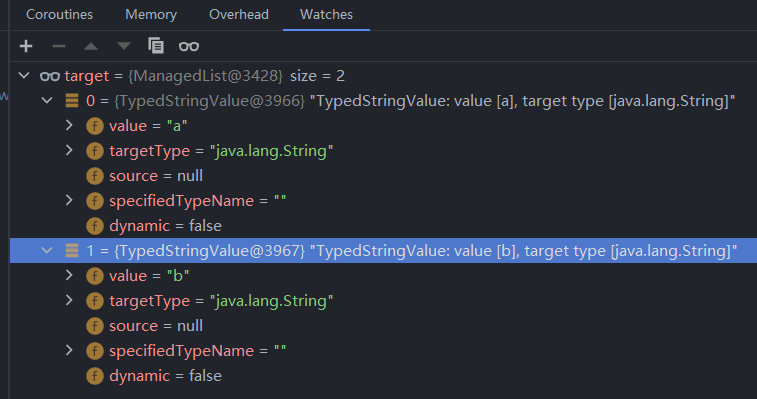 Coroutines Memory Overhead Watches
target = {ManagedList@3428} size = 2
0 = {TypedStringValue@3966} "TypedStringValue: value [a], target type [java.lang.String]"
f value = "a"
f targetType = "java.lang.String"
f source = null
f specifiedTypeName = ""
f dynamic = false
1 = {TypedStringValue@3967} "TypedStringValue: value [b], target type [java.lang.String]"
f value = "b"
f targetType = "java.lang.String"
f source = null
f specifiedTypeName = ""
f dynamic = false